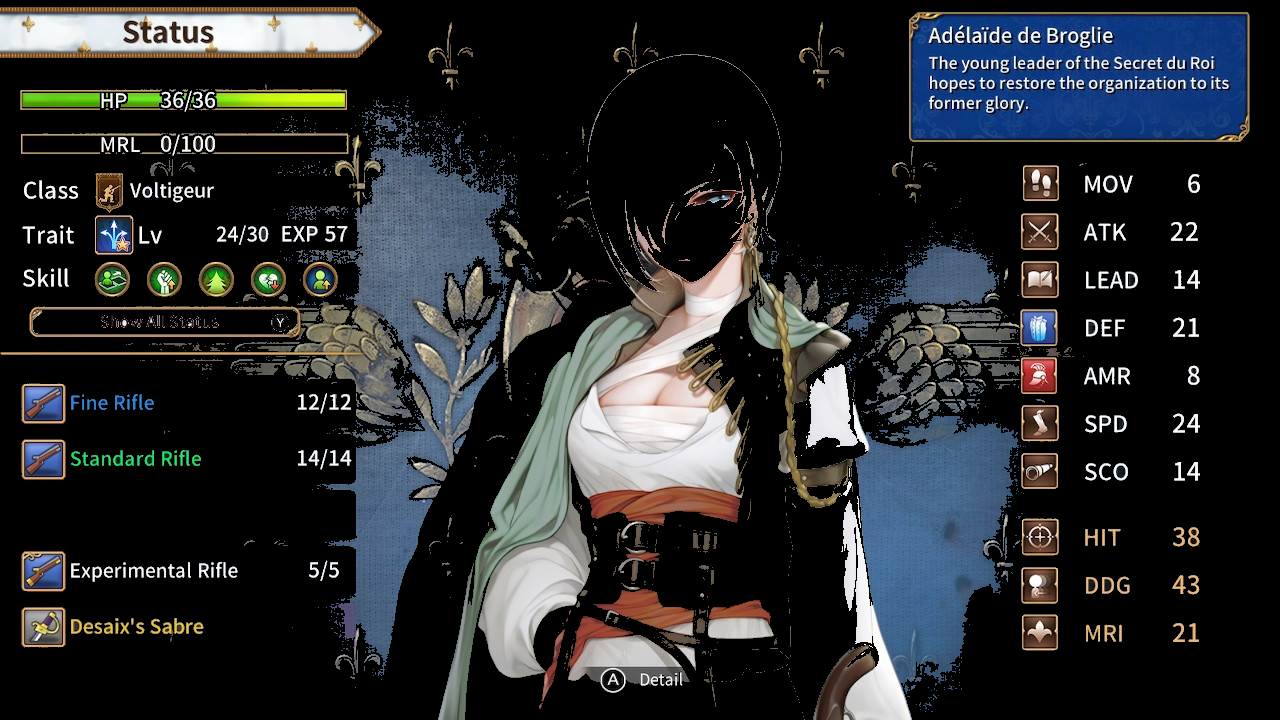 Status
Adélaïde de Broglie
The young leader of the Secret du Roi
hopes to restore the organization to its
former glory.
HP 36/36
MRL 0/100
Class Voltigeur
Trait Lv 24/30 EXP 57
Skill
Show All Status Y
Fine Rifle 12/12
Standard Rifle 14/14
Experimental Rifle 5/5
Desaix's Sabre
MOV 6
ATK 22
LEAD 14
DEF 21
AMR 8
SPD 24
SCO 14
HIT 38
DDG 43
MRI 21
A Detail